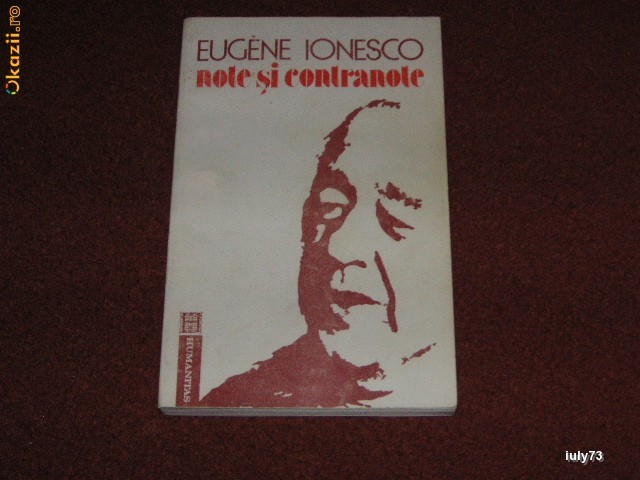 Okazii.ro
EUGÈNE IONESCO
note și contranote
HUMANITAS
iuly73